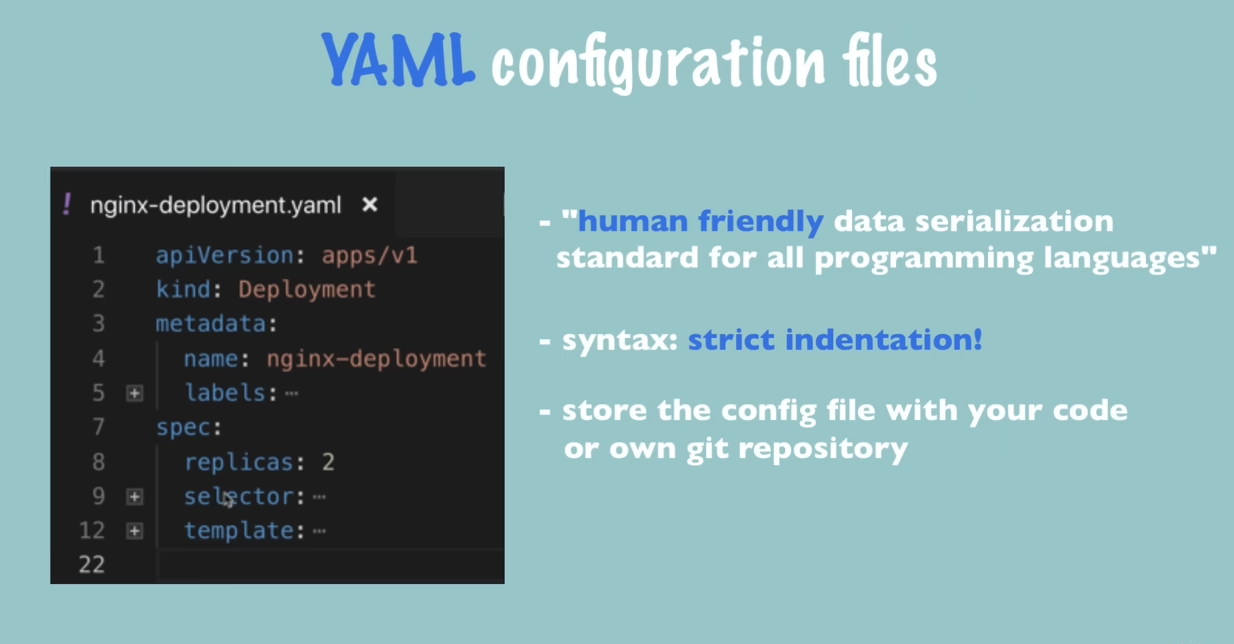 YAML configuration files
! nginx-deployment.yaml ×
1 apiVersion: apps/v1
2 kind: Deployment
3 metadata:
4 name: nginx-deployment
5 + labels: ⋯
7 spec:
8 replicas: 2
9 + selector: ⋯
12 + template: ⋯
22
- "human friendly data serialization
standard for all programming languages"
- syntax: strict indentation!
- store the config file with your code
or own git repository